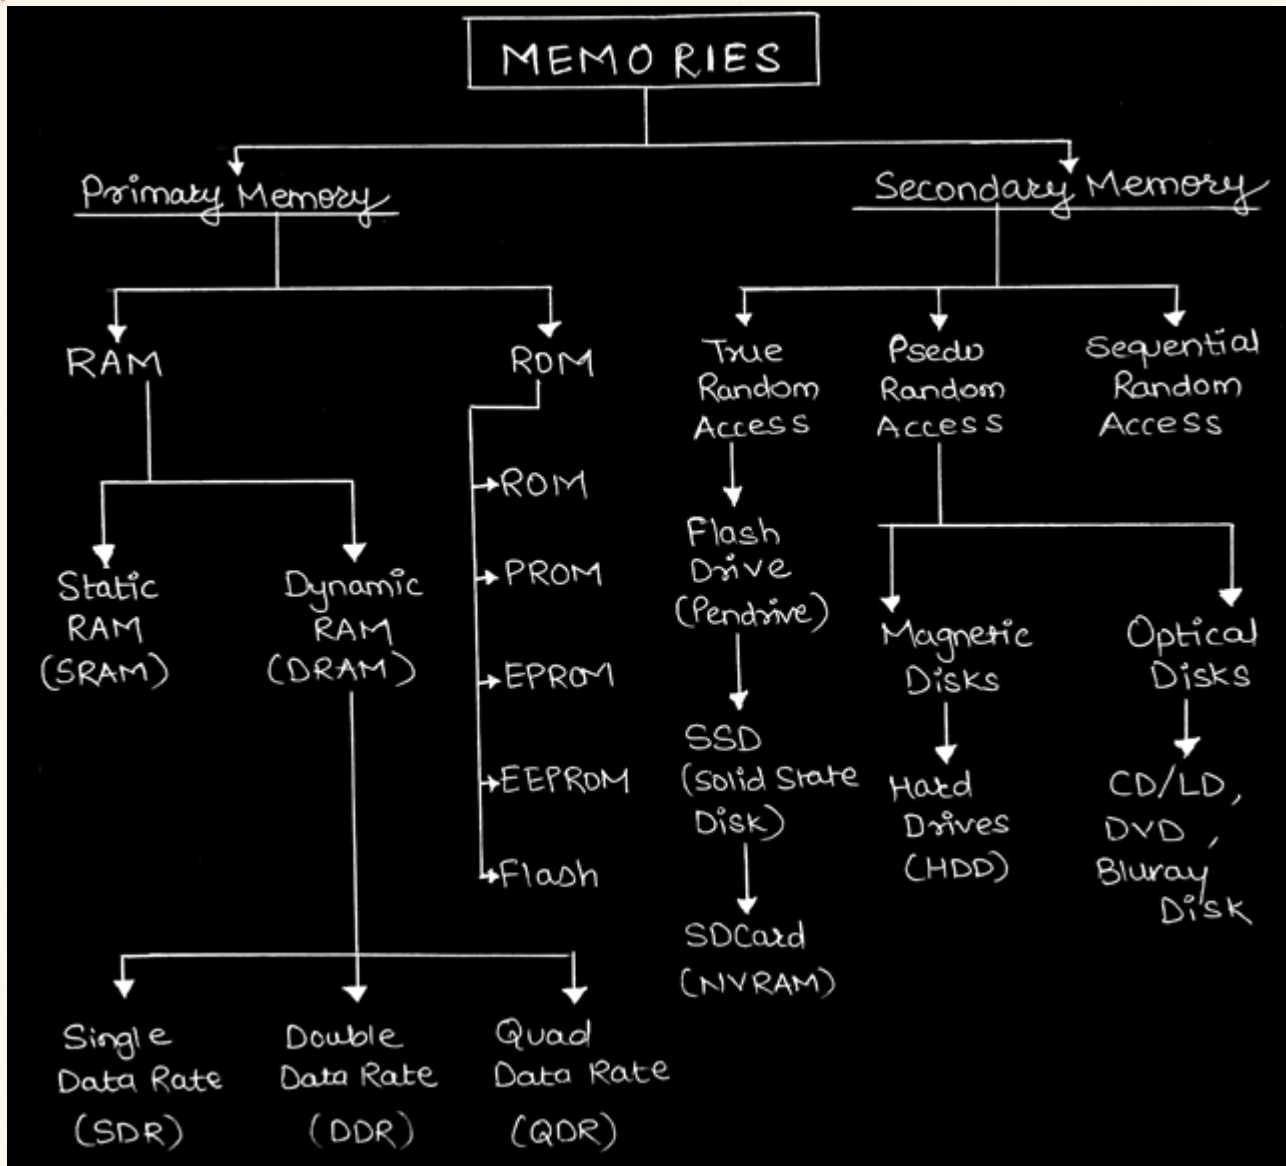 MEMORIES
Primary Memory
Secondary Memory
RAM
ROM
True
Random
Access
Psedo
Random
Access
Sequential
Random
Access
ROM
PROM
EPROM
EEPROM
Flash
Static
RAM
(SRAM)
Dynamic
RAM
(DRAM)
Flash
Drive
(Pendrive)
SSD
(Solid State
Disk)
SDCard
(NVRAM)
Magnetic
Disks
Hard
Drives
(HDD)
Optical
Disks
CD/LD,
DVD,
Bluray
Disk
Single
Data Rate
(SDR)
Double
Data Rate
(DDR)
Quad
Data Rate
(QDR)